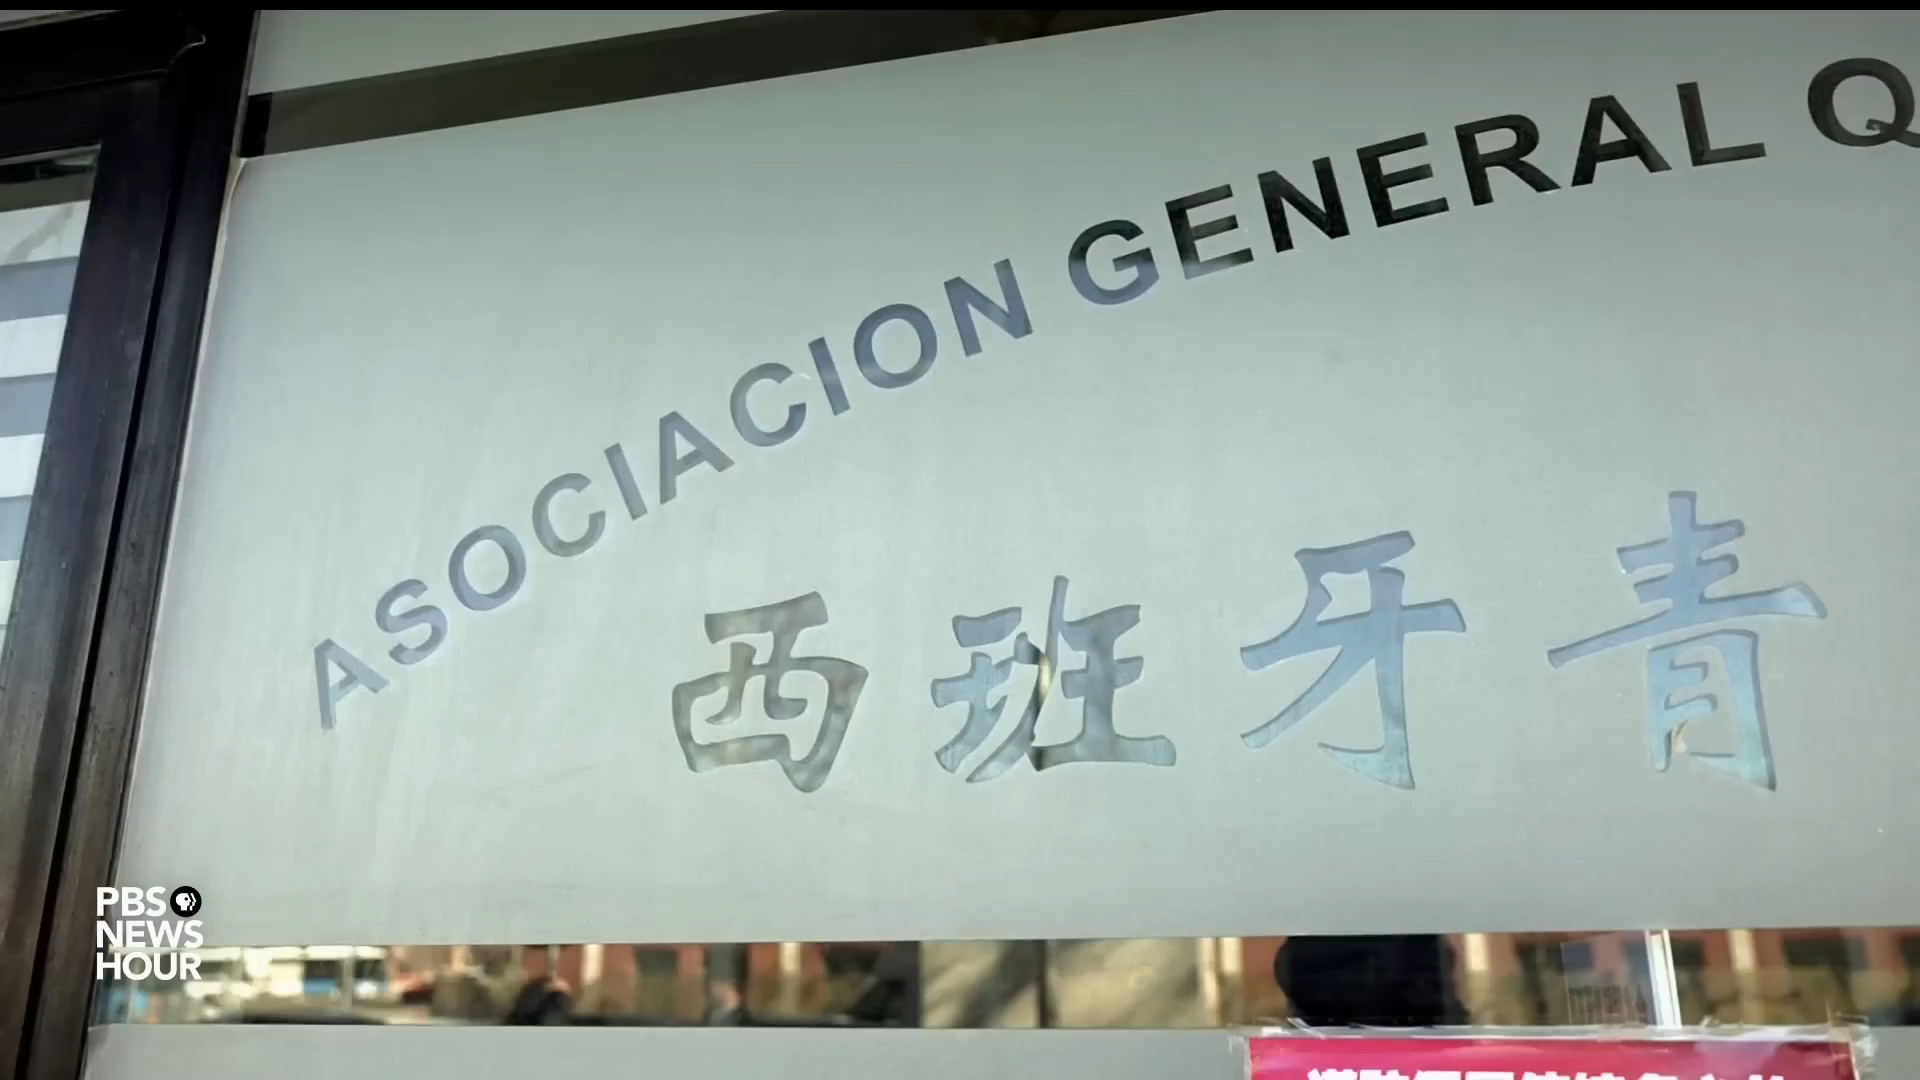 ASOCIACION GENERAL Q
西班牙青
PBS
NEWS
HOUR